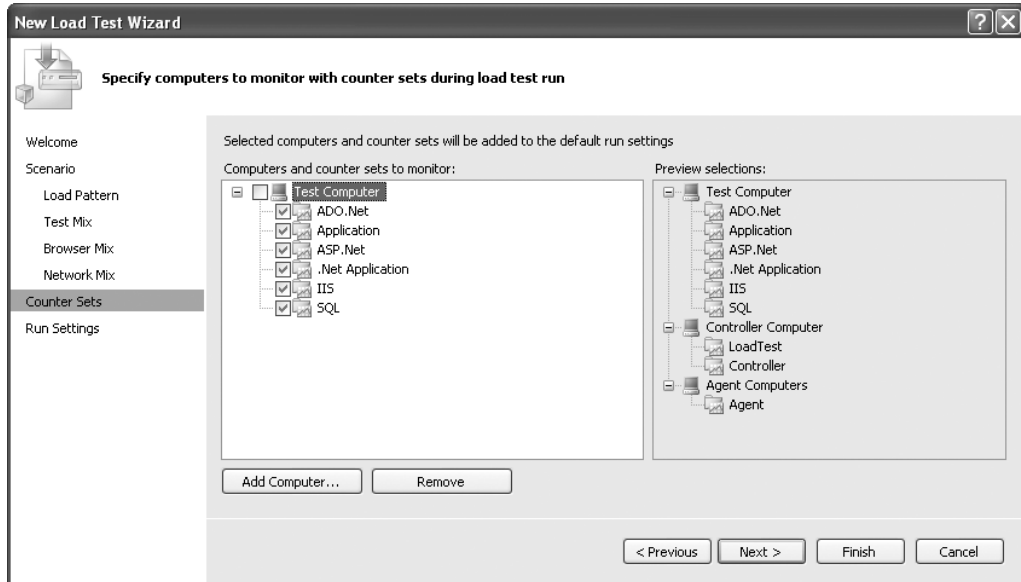 New Load Test Wizard
Specify computers to monitor with counter sets during load test run
Welcome
Scenario
Load Pattern
Test Mix
Browser Mix
Network Mix
Counter Sets
Run Settings
Selected computers and counter sets will be added to the default run settings
Computers and counter sets to monitor:
Test Computer
ADO.Net
Application
ASP.Net
.Net Application
IIS
SQL
Add Computer...
Remove
Preview selections:
Test Computer
ADO.Net
Application
ASP.Net
.Net Application
IIS
SQL
Controller Computer
LoadTest
Controller
Agent Computers
Agent
< Previous
Next >
Finish
Cancel